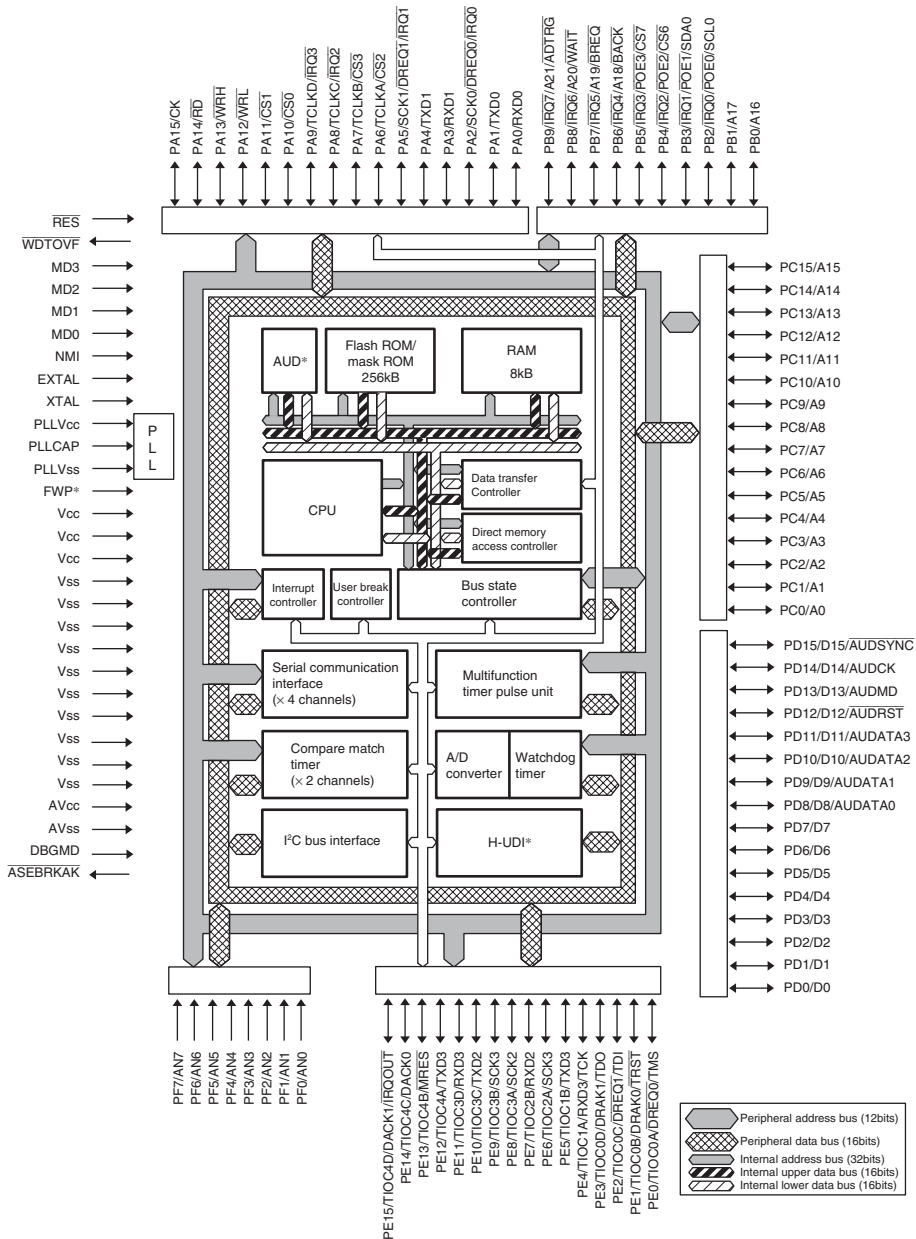 PA15/CK
PA14/RD
PA13/WRH
PA12/WRL
PA11/CS1
PA10/CS0
PA9/TCLKD/IRQ3
PA8/TCLKC/IRQ2
PA7/TCLKB/CS3
PA6/TCLKA/CS2
PA5/SCK1/DREQ1/IRQ1
PA4/TXD1
PA3/RXD1
PA2/SCK0/DREQ0/IRQ0
PA1/TXD0
PA0/RXD0
PB9/IRQ7/A21/ADTRG
PB8/IRQ6/A20/WAIT
PB7/IRQ5/A19/BREQ
PB6/IRQ4/A18/BACK
PB5/IRQ3/POE3/CS7
PB4/IRQ2/POE2/CS6
PB3/IRQ1/POE1/SDA0
PB2/IRQ0/POE0/SCL0
PB1/A17
PB0/A16
RES
WDTOVF
MD3
MD2
MD1
MD0
NMI
EXTAL
XTAL
PLLVcc
PLLCAP
PLLVss
FWP*
Vcc
Vcc
Vcc
Vss
Vss
Vss
Vss
Vss
Vss
Vss
Vss
Vss
Vss
AVcc
AVss
DBGMD
ASEBRKAK
P
L
L
AUD*
Flash ROM/
mask ROM
256kB
RAM
8kB
CPU
Data transfer
Controller
Direct memory
access controller
Interrupt
controller
User break
controller
Bus state
controller
Serial communication
interface
(× 4 channels)
Multifunction
timer pulse unit
Compare match
timer
(× 2 channels)
A/D
converter
Watchdog
timer
I²C bus interface
H-UDI*
PC15/A15
PC14/A14
PC13/A13
PC12/A12
PC11/A11
PC10/A10
PC9/A9
PC8/A8
PC7/A7
PC6/A6
PC5/A5
PC4/A4
PC3/A3
PC2/A2
PC1/A1
PC0/A0
PD15/D15/AUDSYNC
PD14/D14/AUDCK
PD13/D13/AUDMD
PD12/D12/AUDRST
PD11/D11/AUDATA3
PD10/D10/AUDATA2
PD9/D9/AUDATA1
PD8/D8/AUDATA0
PD7/D7
PD6/D6
PD5/D5
PD4/D4
PD3/D3
PD2/D2
PD1/D1
PD0/D0
PF7/AN7
PF6/AN6
PF5/AN5
PF4/AN4
PF3/AN3
PF2/AN2
PF1/AN1
PF0/AN0
PE15/TIOC4D/DACK1/IRQOUT
PE14/TIOC4C/DACK0
PE13/TIOC4B/MRES
PE12/TIOC4A/TXD3
PE11/TIOC3D/RXD3
PE10/TIOC3C/TXD2
PE9/TIOC3B/SCK3
PE8/TIOC3A/SCK2
PE7/TIOC2B/RXD2
PE6/TIOC2A/SCK3
PE5/TIOC1B/TXD3
PE4/TIOC1A/RXD3/TCK
PE3/TIOC0D/DRAK1/TDO
PE2/TIOC0C/DREQ1/TDI
PE1/TIOC0B/DRAK0/TRST
PE0/TIOC0A/DREQ0/TMS
Peripheral address bus (12bits)
Peripheral data bus (16bits)
Internal address bus (32bits)
Internal upper data bus (16bits)
Internal lower data bus (16bits)